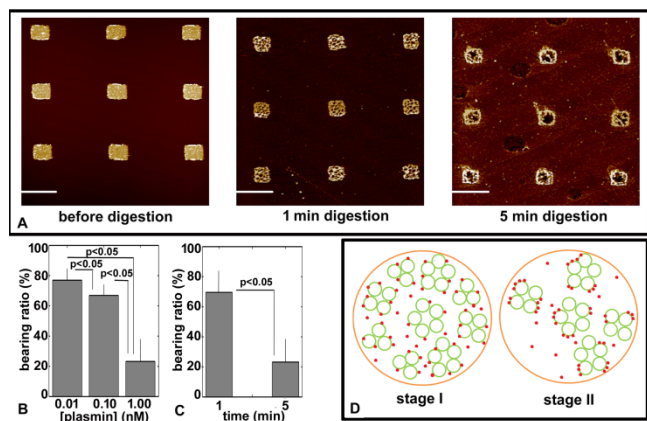 A
before digestion
1 min digestion
5 min digestion
B
bearing ratio (%)
100
80
60
40
20
0
p<0.05
p<0.05
p<0.05
0.01 0.10 1.00
[plasmin] (nM)
C
bearing ratio (%)
100
80
60
40
20
0
p<0.05
1 5
time (min)
D
stage I
stage II